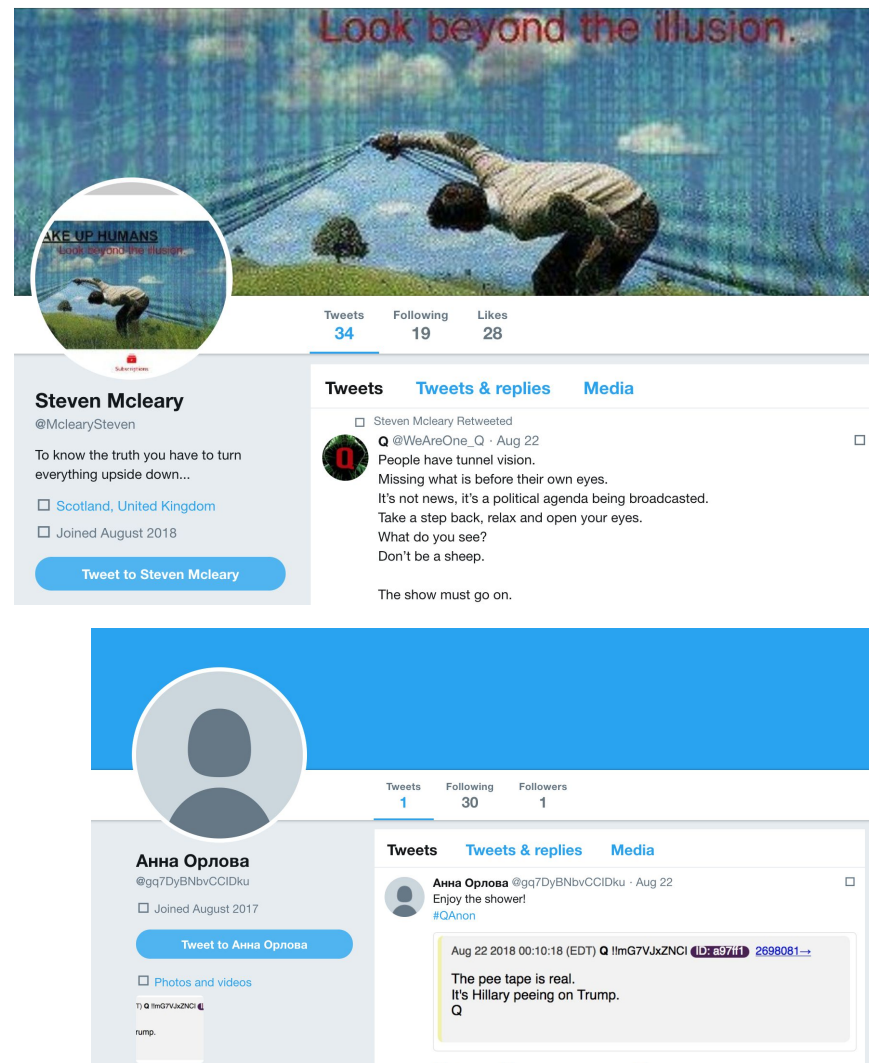 Look beyond the illusion.
AKE UP HUMANS
Look beyond the illusion.
Subscriptions
Tweets Following Likes
34 19 28
Steven Mcleary
@MclearySteven
To know the truth you have to turn
everything upside down...
Scotland, United Kingdom
Joined August 2018
Tweet to Steven Mcleary
Tweets Tweets & replies Media
Steven Mcleary Retweeted
Q @WeAreOne_Q · Aug 22
People have tunnel vision.
Missing what is before their own eyes.
It's not news, it's a political agenda being broadcasted.
Take a step back, relax and open your eyes.
What do you see?
Don't be a sheep.
The show must go on.
Tweets Following Followers
1 30 1
Анна Орлова
@gq7DyBNbvCCIDku
Joined August 2017
Tweet to Анна Орлова
Photos and videos
T) Q !!mG7VJxZNCI
rump.
Tweets Tweets & replies Media
Анна Орлова @gq7DyBNbvCCIDku · Aug 22
Enjoy the shower!
#QAnon
Aug 22 2018 00:10:18 (EDT) Q !!mG7VJxZNCI ID: a97ff1 2698081→
The pee tape is real.
It's Hillary peeing on Trump.
Q